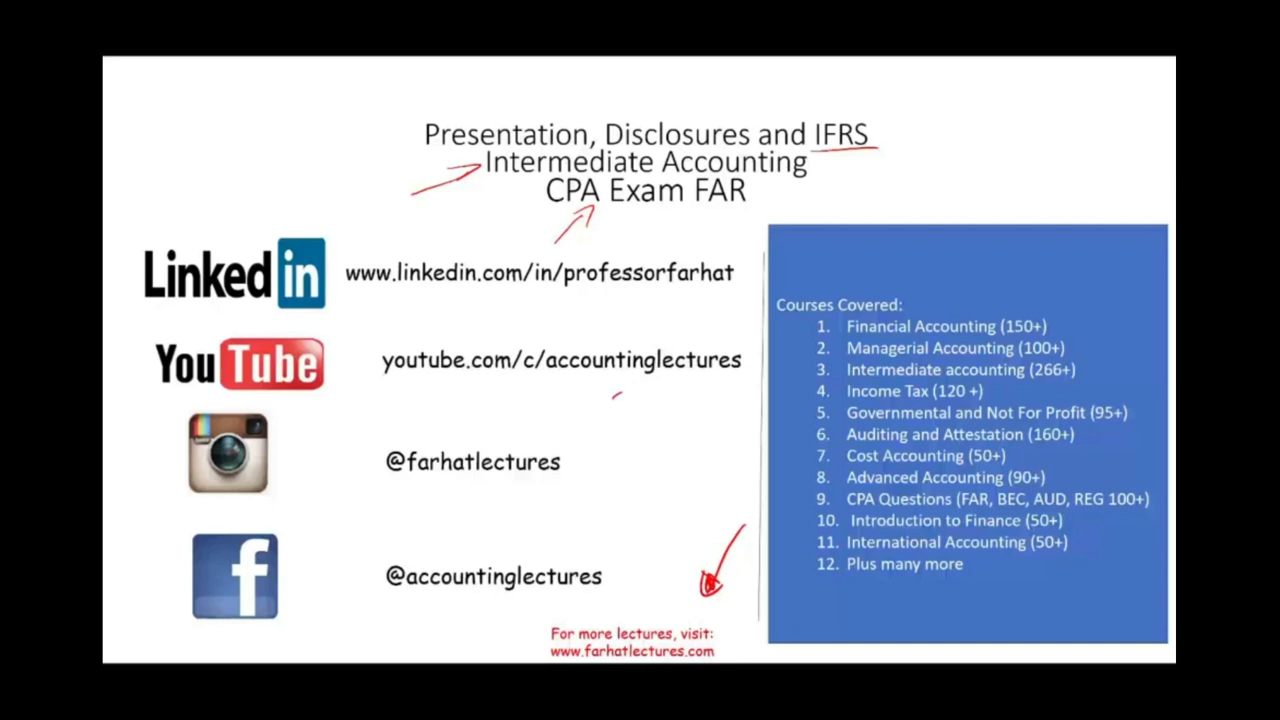 Presentation, Disclosures and IFRS
Intermediate Accounting
CPA Exam FAR
Linked in
www.linkedin.com/in/professorfarhat
You Tube
youtube.com/c/accountinglectures
@farhatlectures
f
@accountinglectures
For more lectures, visit:
www.farhatlectures.com
Courses Covered:
1. Financial Accounting (150+)
2. Managerial Accounting (100+)
3. Intermediate accounting (266+)
4. Income Tax (120 +)
5. Governmental and Not For Profit (95+)
6. Auditing and Attestation (160+)
7. Cost Accounting (50+)
8. Advanced Accounting (90+)
9. CPA Questions (FAR, BEC, AUD, REG 100+)
10. Introduction to Finance (50+)
11. International Accounting (50+)
12. Plus many more